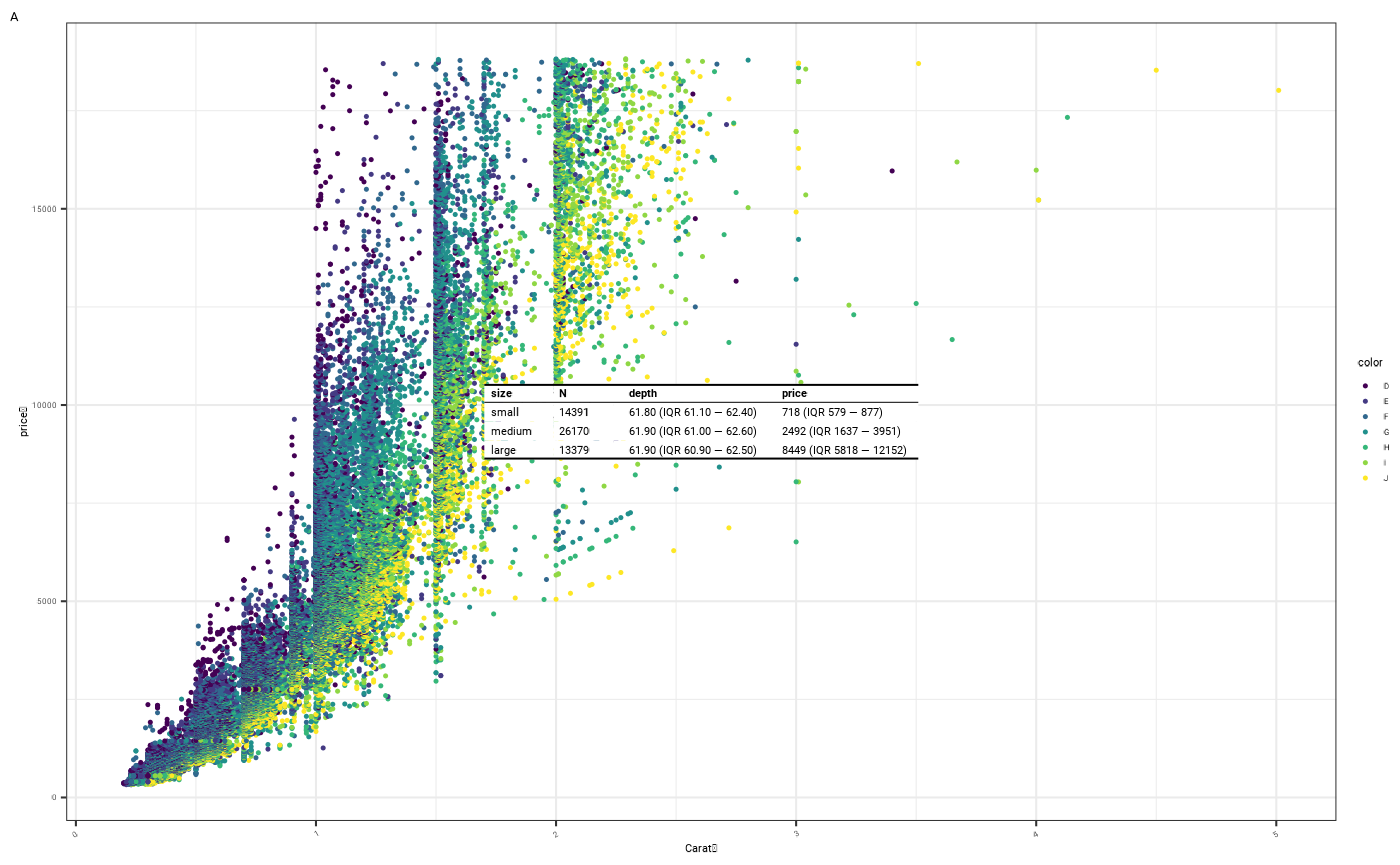 A
15000
10000
5000
0
price
size N depth price
small 14391 61.80 (IQR 61.10 — 62.40) 718 (IQR 579 — 877)
medium 26170 61.90 (IQR 61.00 — 62.60) 2492 (IQR 1637 — 3951)
large 13379 61.90 (IQR 60.90 — 62.50) 8449 (IQR 5818 — 12152)
color
D
E
F
G
H
I
J
0 1 2 3 4 5
Carat